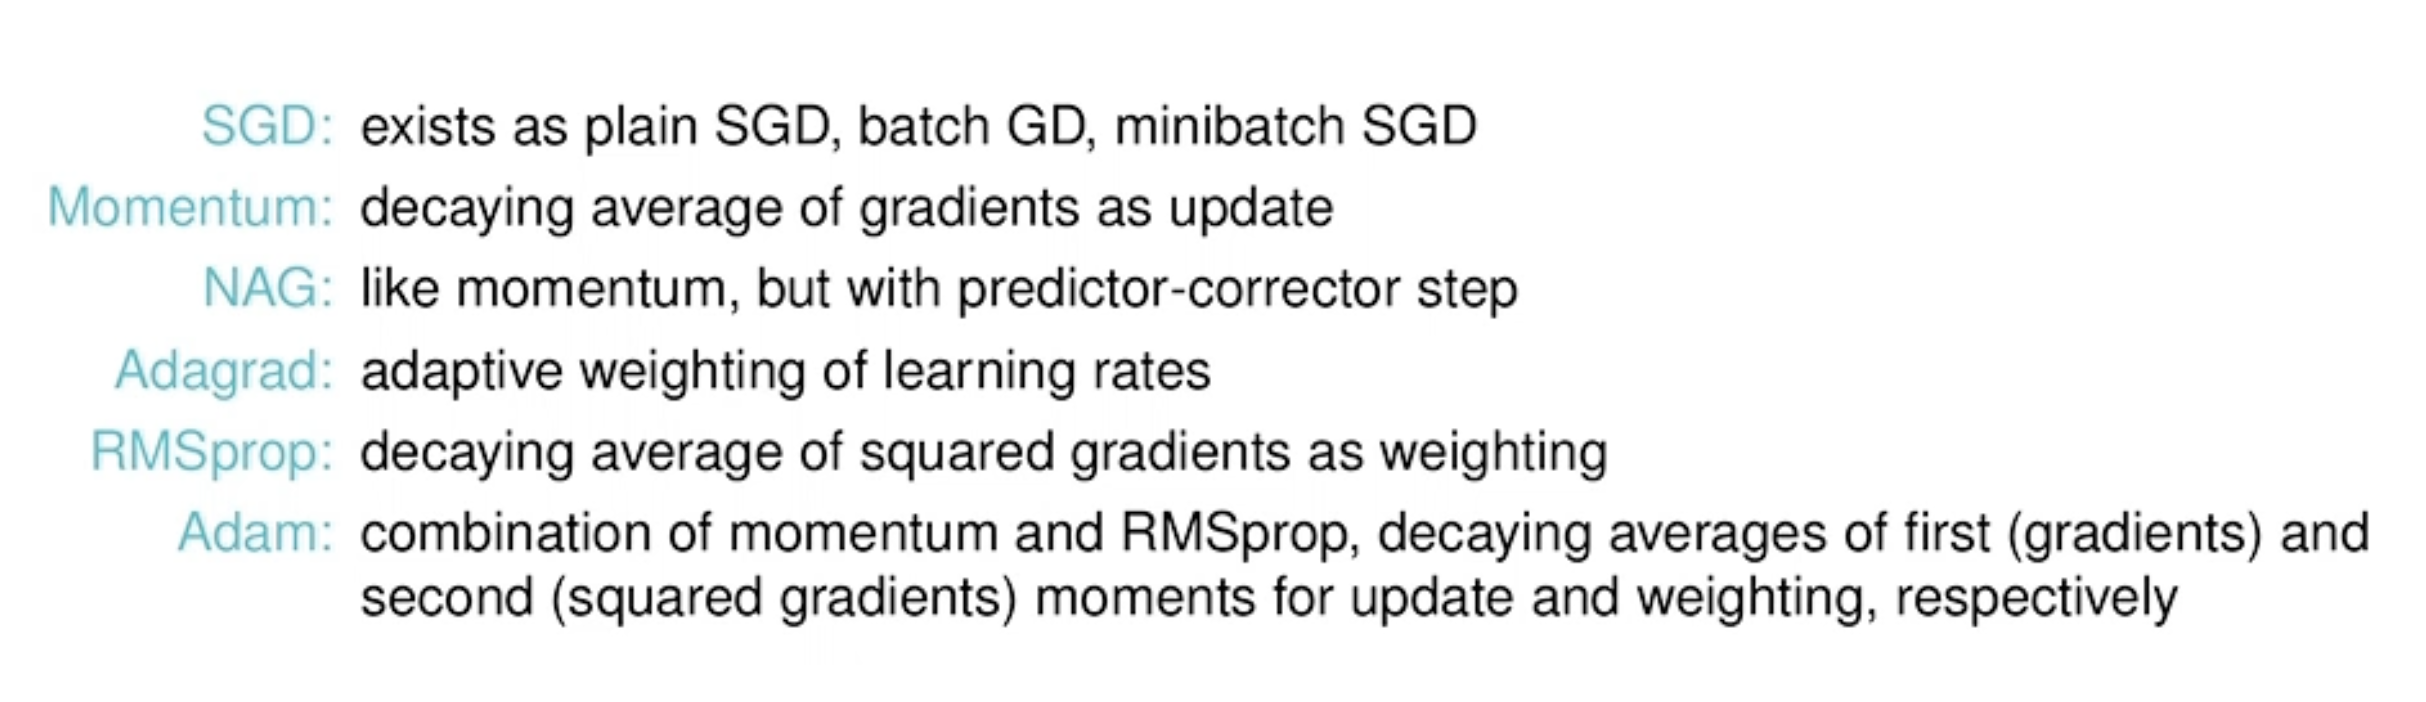 SGD: exists as plain SGD, batch GD, minibatch SGD
Momentum: decaying average of gradients as update
NAG: like momentum, but with predictor-corrector step
Adagrad: adaptive weighting of learning rates
RMSprop: decaying average of squared gradients as weighting
Adam: combination of momentum and RMSprop, decaying averages of first (gradients) and
second (squared gradients) moments for update and weighting, respectively